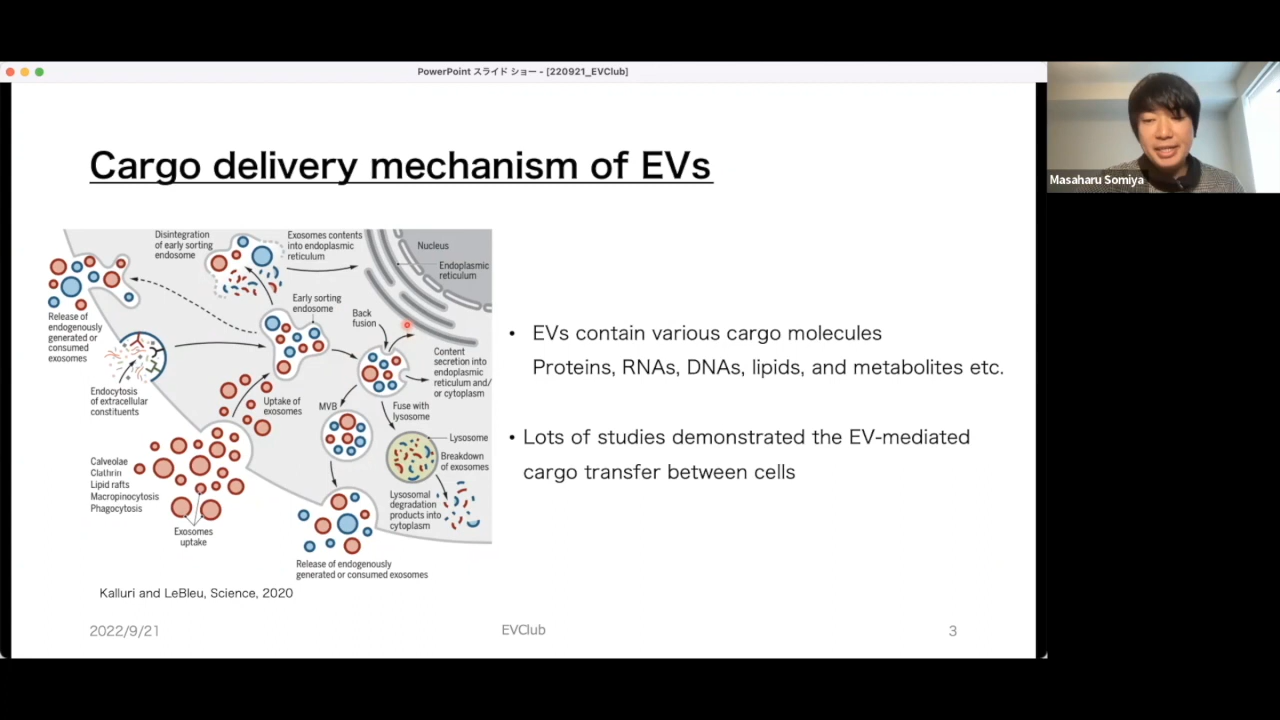 PowerPoint スライド ショー - [220921_EVClub]
Masaharu Somiya
Cargo delivery mechanism of EVs
Disintegration
of early sorting
endosome
Exosomes contents
into endoplasmic
reticulum
Nucleus
Endoplasmic
reticulum
Early sorting
endosome
Back
fusion
Release of
endogenously
generated or
consumed
exosomes
Content
secretion into
endoplasmic
reticulum and/
or cytoplasm
Endocytosis
of extracellular
constituents
Uptake of
exosomes
MVB
Fuse with
lysosome
Lysosome
Breakdown
of exosomes
Calveolae
Clathrin
Lipid rafts
Macropinocytosis
Phagocytosis
Lysosomal
degradation
products into
cytoplasm
Exosomes
uptake
Release of endogenously
generated or consumed exosomes
Kalluri and LeBleu, Science, 2020
• EVs contain various cargo molecules
Proteins, RNAs, DNAs, lipids, and metabolites etc.
• Lots of studies demonstrated the EV-mediated
cargo transfer between cells
2022/9/21
EVClub
3